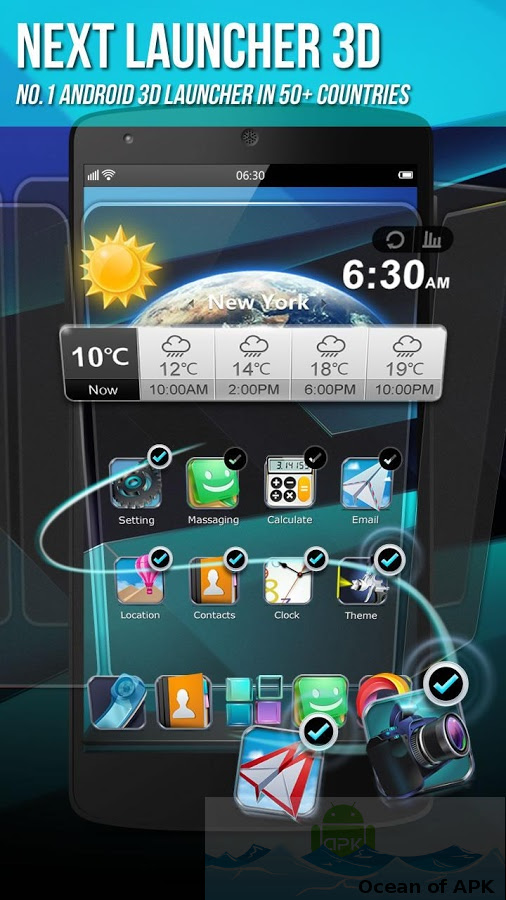 NEXT LAUNCHER 3D
NO.1 ANDROID 3D LAUNCHER IN 50+ COUNTRIES
06:30
6:30AM
New York
10°C 12°C 14°C 18°C 19°C
Now 10:00AM 2:00PM 6:00PM 10:00PM
3.1415
Setting Massaging Calculate Email
Location Contacts Clock Theme
APK
Ocean of APK